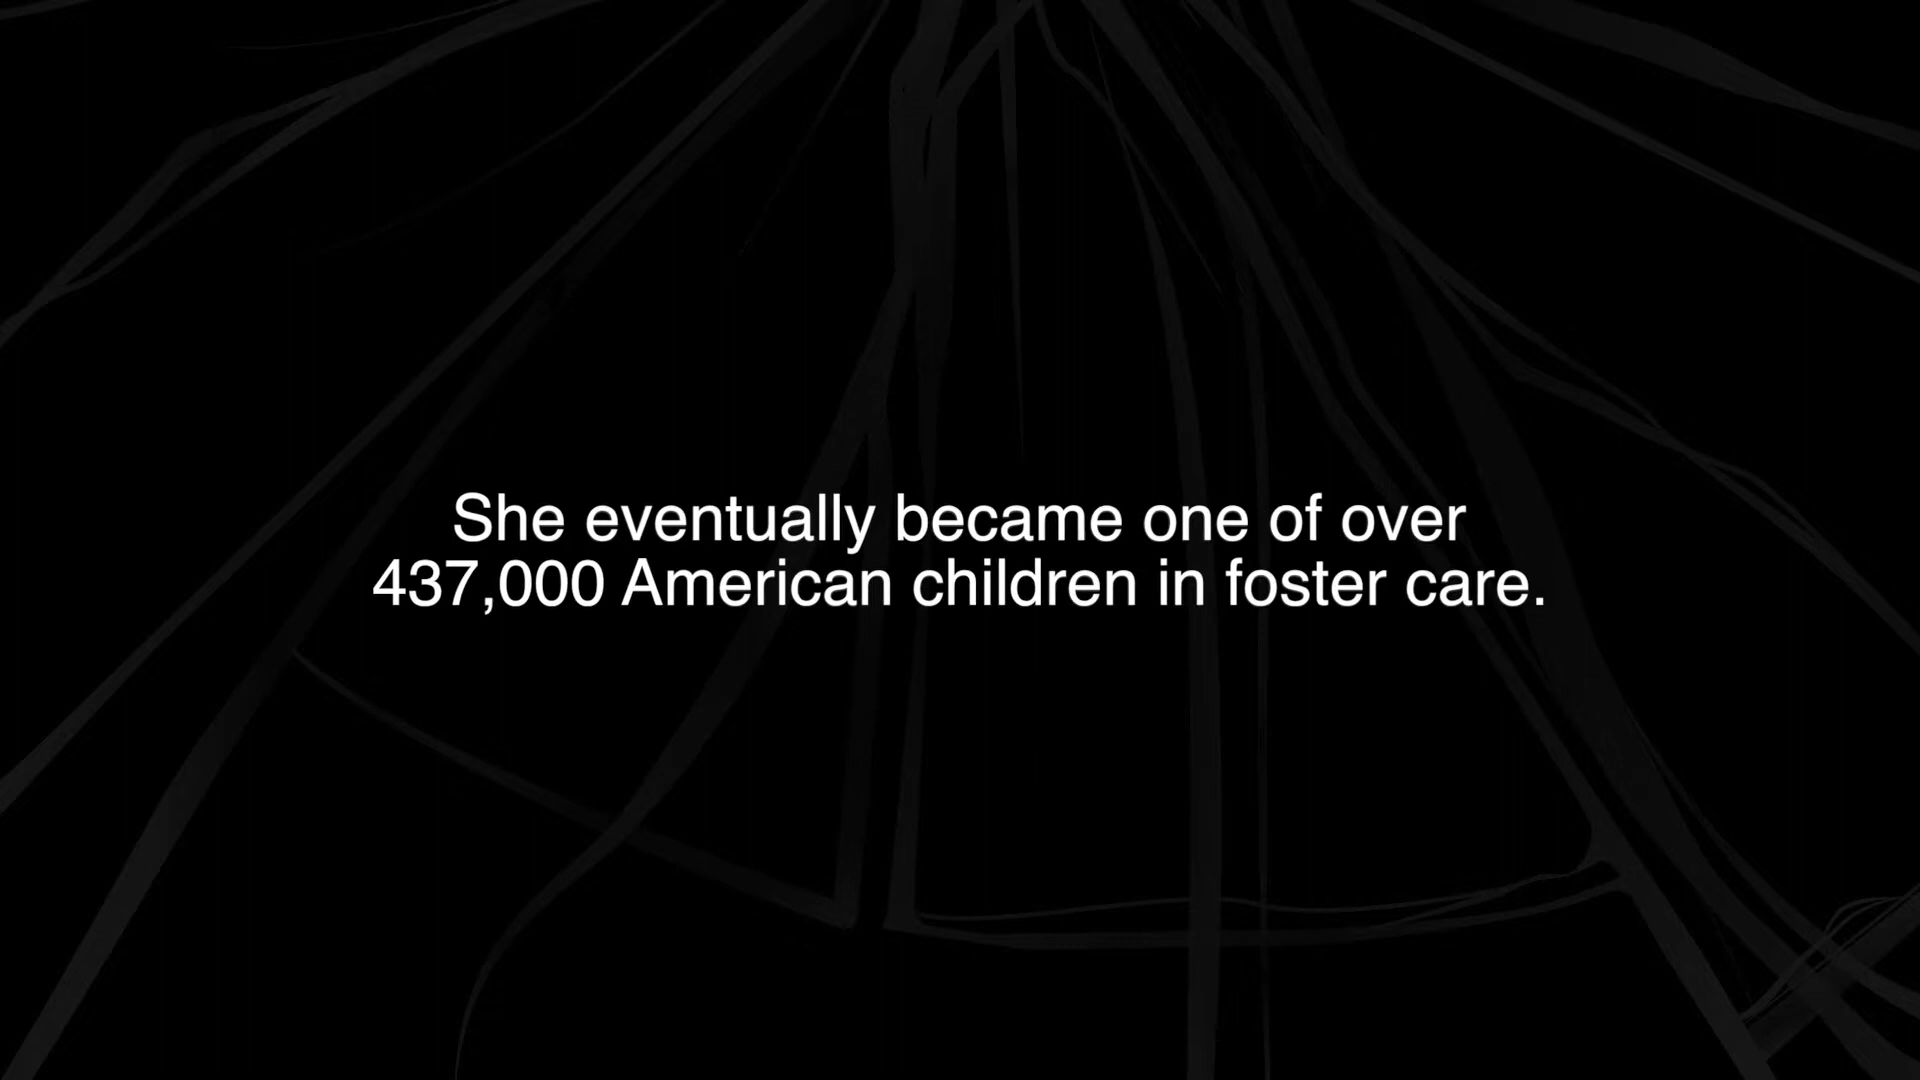 She eventually became one of over
437,000 American children in foster care.